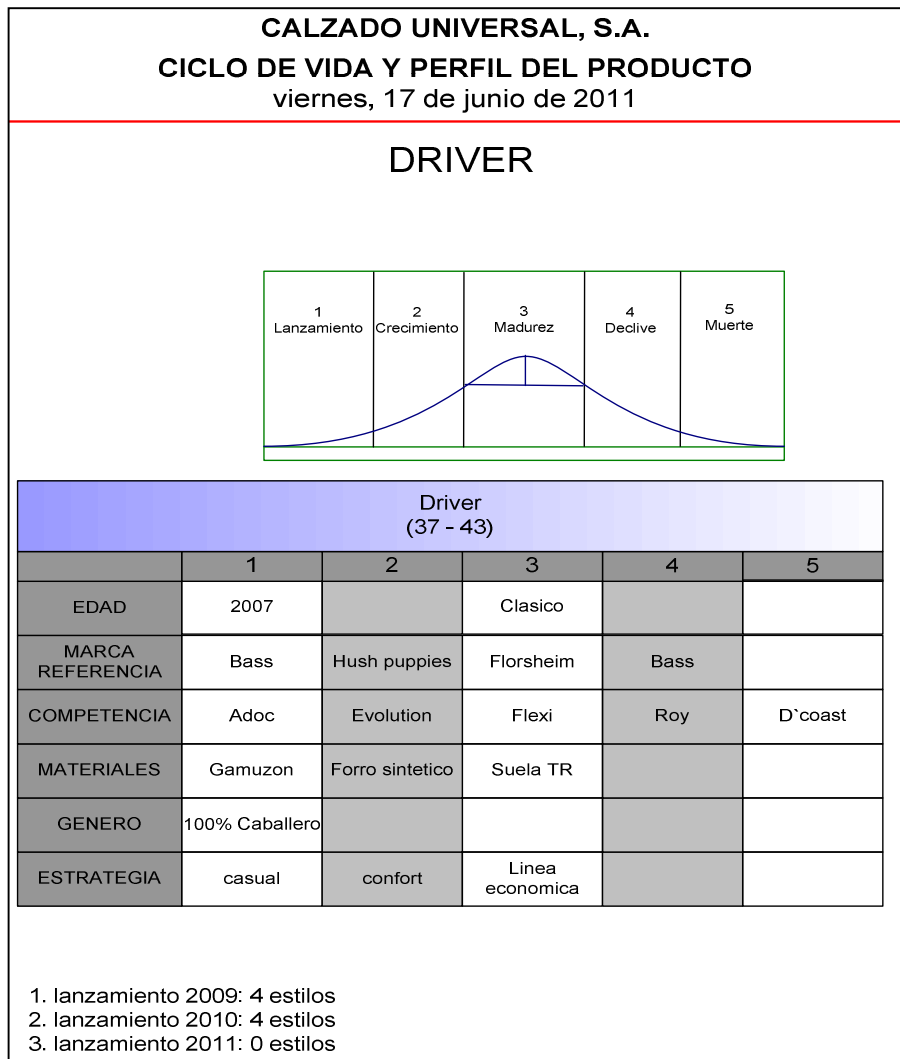 CALZADO UNIVERSAL, S.A.
CICLO DE VIDA Y PERFIL DEL PRODUCTO
viernes, 17 de junio de 2011
DRIVER
1 2 3 4 5
Lanzamiento Crecimiento Madurez Declive Muerte
Driver
(37 - 43)
1 2 3 4 5
EDAD 2007 Clasico
MARCA REFERENCIA Bass Hush puppies Florsheim Bass
COMPETENCIA Adoc Evolution Flexi Roy D`coast
MATERIALES Gamuzon Forro sintetico Suela TR
GENERO 100% Caballero
ESTRATEGIA casual confort Linea economica
1. lanzamiento 2009: 4 estilos
2. lanzamiento 2010: 4 estilos
3. lanzamiento 2011: 0 estilos